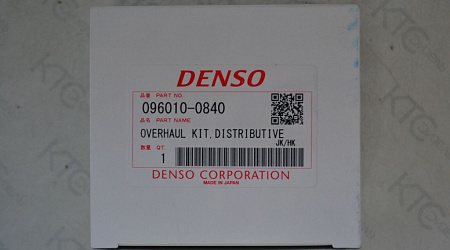 DENSO
品番 PART NO.
096010-0840
品名 PART NAME
OVERHAUL KIT,DISTRIBUTIVE
JK/HK
数量 QT.
1
DENSO CORPORATION
MADE IN JAPAN